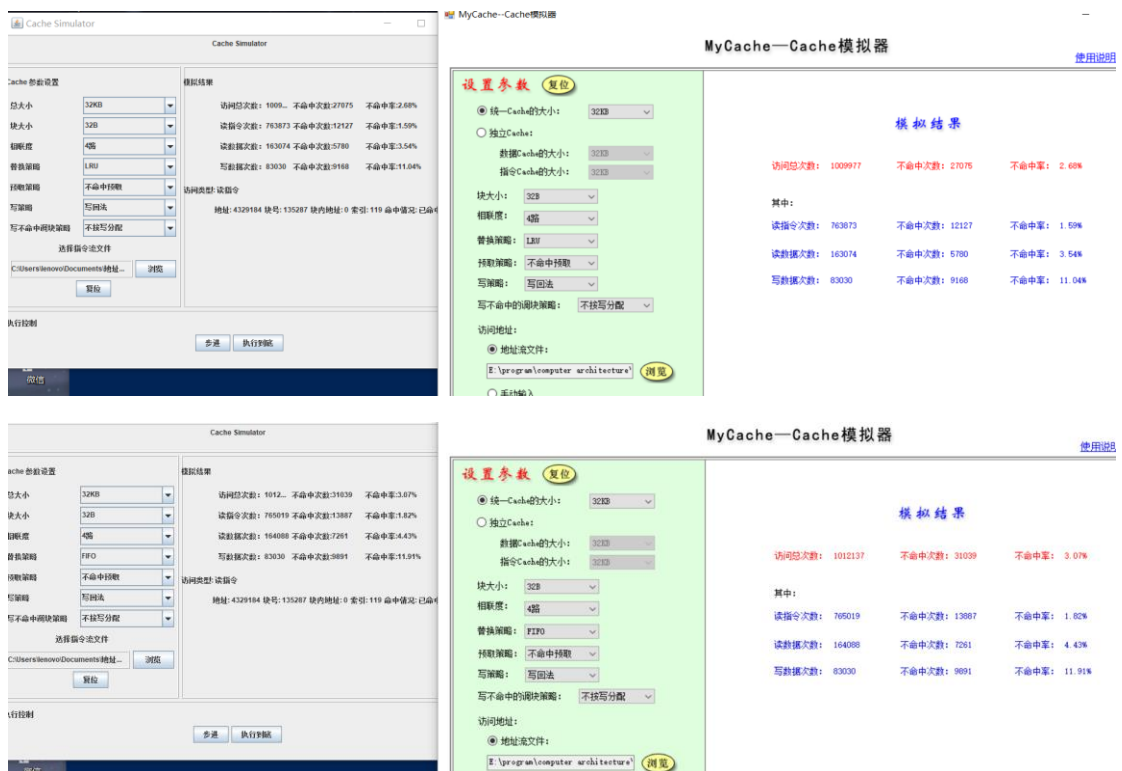 Cache Simulator
Cache Simulator
Cache 参数设置
总大小 32KB
块大小 32B
相联度 4路
替换策略 LRU
预取策略 不命中预取
写策略 写回法
写不命中调块策略 不按写分配
选择指令流文件
C:\Users\lenovo\Documents\地址... 浏览
复位
模拟结果
访问总次数：1009... 不命中次数:27075 不命中率:2.68%
读指令次数：763873 不命中次数:12127 不命中率:1.59%
读数据次数：163074 不命中次数:5780 不命中率:3.54%
写数据次数：83030 不命中次数:9168 不命中率:11.04%
访问类型: 读指令
地址: 4329184 块号: 135287 块内地址: 0 索引: 119 命中情况: 已命中
执行控制
步进 执行到底
微信
MyCache--Cache模拟器
MyCache—Cache模拟器
使用说明
设置参数 复位
统一Cache的大小： 32KB
独立Cache：
数据Cache的大小： 32KB
指令Cache的大小： 32KB
块大小： 32B
相联度： 4路
替换策略： LRU
预取策略： 不命中预取
写策略： 写回法
写不命中的调块策略： 不按写分配
访问地址：
地址流文件：
E:\program\computer architecture\ 浏览
手动输入
模拟结果
访问总次数： 1009977 不命中次数： 27075 不命中率： 2.68%
其中：
读指令次数： 763873 不命中次数： 12127 不命中率： 1.59%
读数据次数： 163074 不命中次数： 5780 不命中率： 3.54%
写数据次数： 83030 不命中次数： 9168 不命中率： 11.04%
Cache Simulator
ache 参数设置
总大小 32KB
块大小 32B
相联度 4路
替换策略 FIFO
预取策略 不命中预取
写策略 写回法
写不命中调块策略 不按写分配
选择指令流文件
C:\Users\lenovo\Documents\地址... 浏览
复位
模拟结果
访问总次数：1012... 不命中次数:31039 不命中率:3.07%
读指令次数：765019 不命中次数:13887 不命中率:1.82%
读数据次数：164088 不命中次数:7261 不命中率:4.43%
写数据次数：83030 不命中次数:9891 不命中率:11.91%
访问类型: 读指令
地址: 4329184 块号: 135287 块内地址: 0 索引: 119 命中情况: 已命
执行控制
步进 执行到底
MyCache—Cache模拟器
使用说明
设置参数 复位
统一Cache的大小： 32KB
独立Cache：
数据Cache的大小： 32KB
指令Cache的大小： 32KB
块大小： 32B
相联度： 4路
替换策略： FIFO
预取策略： 不命中预取
写策略： 写回法
写不命中的调块策略： 不按写分配
访问地址：
地址流文件：
E:\program\computer architecture\ 浏览
模拟结果
访问总次数： 1012137 不命中次数： 31039 不命中率： 3.07%
其中：
读指令次数： 765019 不命中次数： 13887 不命中率： 1.82%
读数据次数： 164088 不命中次数： 7261 不命中率： 4.43%
写数据次数： 83030 不命中次数： 9891 不命中率： 11.91%